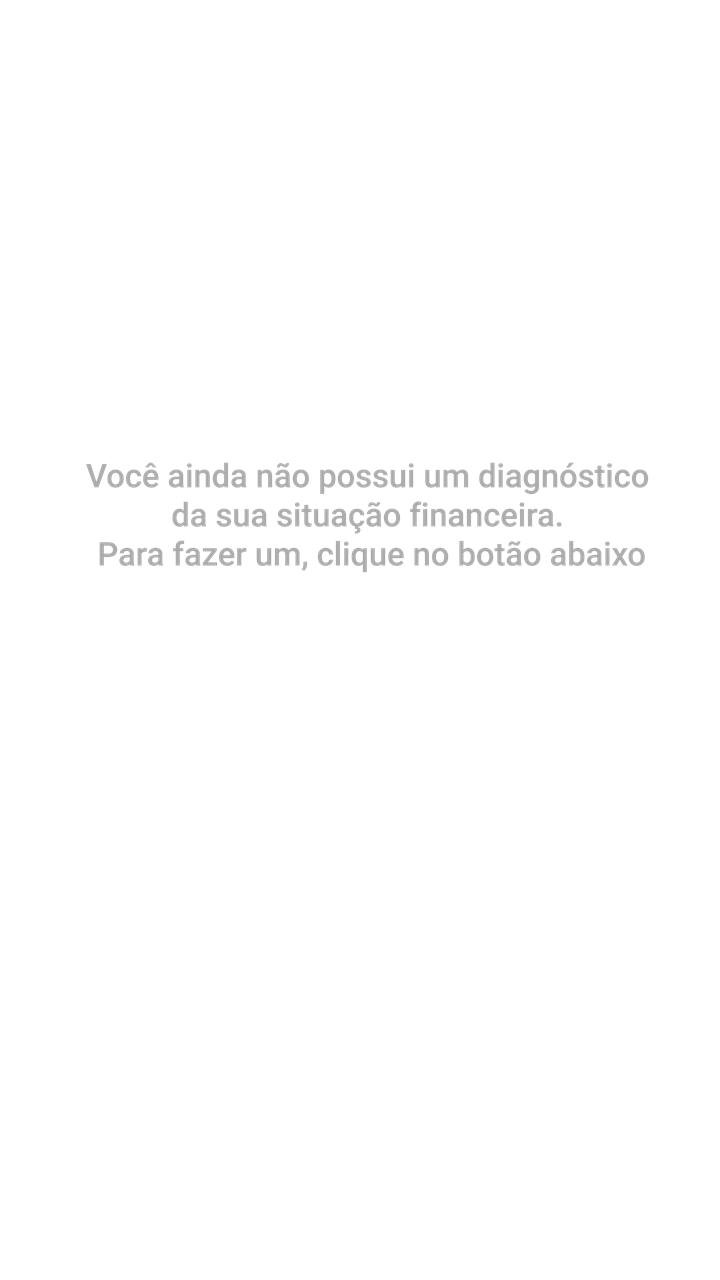 Você ainda não possui um diagnóstico
da sua situação financeira.
Para fazer um, clique no botão abaixo